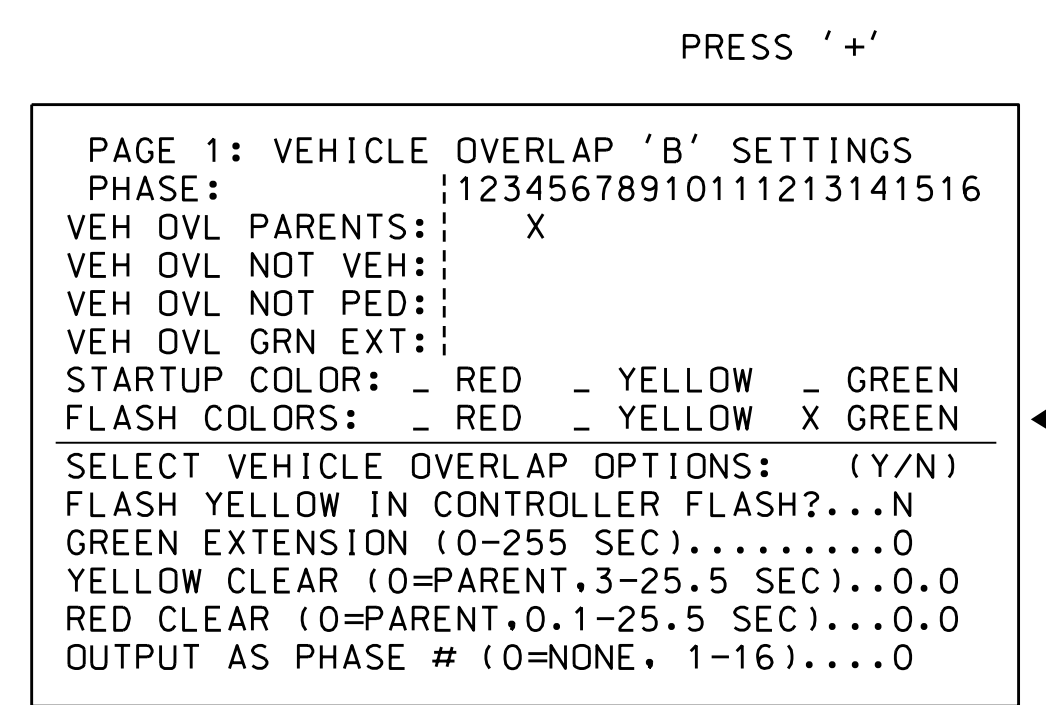 PRESS '+'
PAGE 1: VEHICLE OVERLAP 'B' SETTINGS
PHASE: ¦12345678910111213141516
VEH OVL PARENTS:¦ X
VEH OVL NOT VEH:¦
VEH OVL NOT PED:¦
VEH OVL GRN EXT:¦
STARTUP COLOR: _ RED _ YELLOW _ GREEN
FLASH COLORS: _ RED _ YELLOW X GREEN
SELECT VEHICLE OVERLAP OPTIONS: (Y/N)
FLASH YELLOW IN CONTROLLER FLASH?...N
GREEN EXTENSION (0-255 SEC).........0
YELLOW CLEAR (0=PARENT,3-25.5 SEC)..0.0
RED CLEAR (0=PARENT,0.1-25.5 SEC)...0.0
OUTPUT AS PHASE # (0=NONE, 1-16)....0